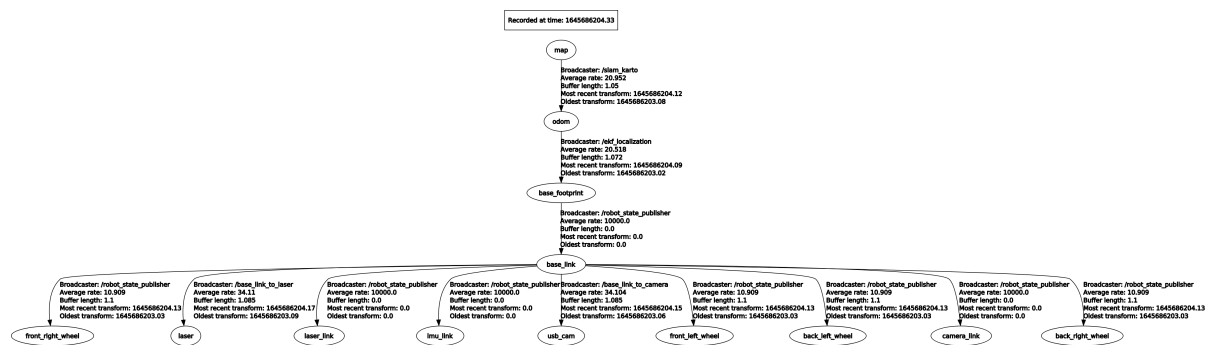 Recorded at time: 1645686204.33
map
Broadcaster: /slam_karto
Average rate: 20.952
Buffer length: 1.05
Most recent transform: 1645686204.12
Oldest transform: 1645686203.08
odom
Broadcaster: /ekf_localization
Average rate: 20.518
Buffer length: 1.072
Most recent transform: 1645686204.09
Oldest transform: 1645686203.02
base_footprint
Broadcaster: /robot_state_publisher
Average rate: 10000.0
Buffer length: 0.0
Most recent transform: 0.0
Oldest transform: 0.0
base_link
Broadcaster: /robot_state_publisher
Average rate: 10.909
Buffer length: 1.1
Most recent transform: 1645686204.13
Oldest transform: 1645686203.03
front_right_wheel
Broadcaster: /base_link_to_laser
Average rate: 34.11
Buffer length: 1.085
Most recent transform: 1645686204.17
Oldest transform: 1645686203.09
laser
Broadcaster: /robot_state_publisher
Average rate: 10000.0
Buffer length: 0.0
Most recent transform: 0.0
Oldest transform: 0.0
laser_link
Broadcaster: /robot_state_publisher
Average rate: 10000.0
Buffer length: 0.0
Most recent transform: 0.0
Oldest transform: 0.0
imu_link
Broadcaster: /base_link_to_camera
Average rate: 34.104
Buffer length: 1.085
Most recent transform: 1645686204.15
Oldest transform: 1645686203.06
usb_cam
Broadcaster: /robot_state_publisher
Average rate: 10.909
Buffer length: 1.1
Most recent transform: 1645686204.13
Oldest transform: 1645686203.03
front_left_wheel
Broadcaster: /robot_state_publisher
Average rate: 10.909
Buffer length: 1.1
Most recent transform: 1645686204.13
Oldest transform: 1645686203.03
back_left_wheel
Broadcaster: /robot_state_publisher
Average rate: 10000.0
Buffer length: 0.0
Most recent transform: 0.0
Oldest transform: 0.0
camera_link
Broadcaster: /robot_state_publisher
Average rate: 10.909
Buffer length: 1.1
Most recent transform: 1645686204.13
Oldest transform: 1645686203.03
back_right_wheel